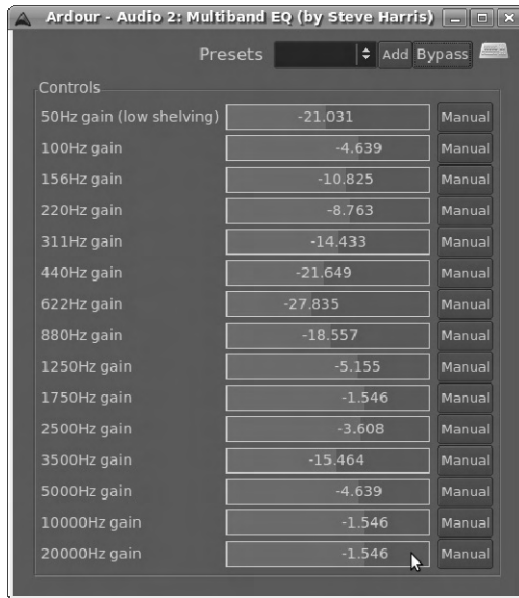 Ardour - Audio 2: Multiband EQ (by Steve Harris)
Presets Add Bypass
Controls
50Hz gain (low shelving) -21.031 Manual
100Hz gain -4.639 Manual
156Hz gain -10.825 Manual
220Hz gain -8.763 Manual
311Hz gain -14.433 Manual
440Hz gain -21.649 Manual
622Hz gain -27.835 Manual
880Hz gain -18.557 Manual
1250Hz gain -5.155 Manual
1750Hz gain -1.546 Manual
2500Hz gain -3.608 Manual
3500Hz gain -15.464 Manual
5000Hz gain -4.639 Manual
10000Hz gain -1.546 Manual
20000Hz gain -1.546 Manual